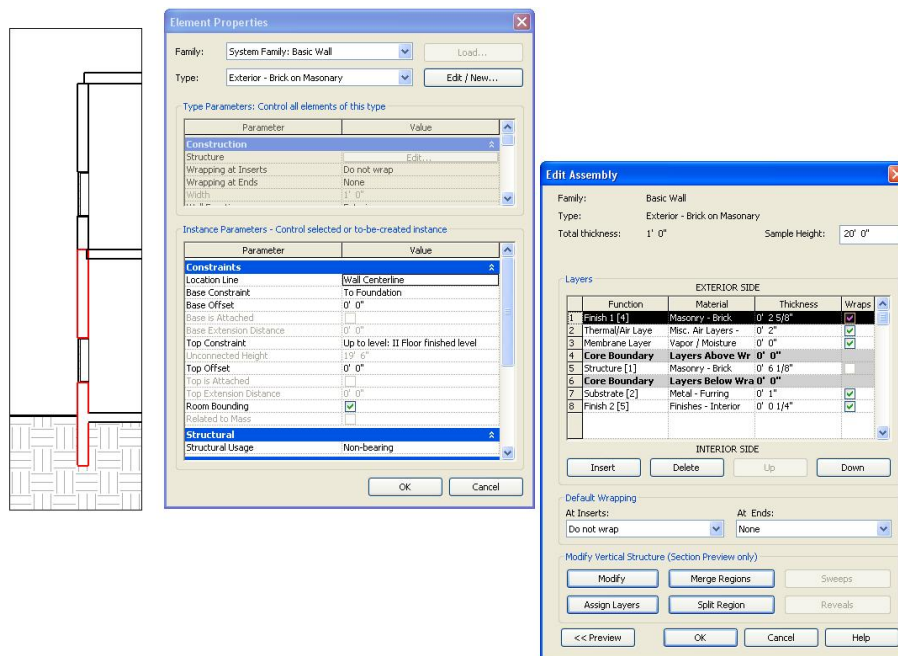 Element Properties
Family: System Family: Basic Wall Load...
Type: Exterior - Brick on Masonary Edit / New...
Type Parameters: Control all elements of this type
Parameter Value
Construction
Structure Edit...
Wrapping at Inserts Do not wrap
Wrapping at Ends None
Width 1' 0"
Instance Parameters - Control selected or to-be-created instance
Parameter Value
Constraints
Location Line Wall Centerline
Base Constraint To Foundation
Base Offset 0' 0"
Base is Attached
Base Extension Distance 0' 0"
Top Constraint Up to level: II Floor finished level
Unconnected Height 19' 6"
Top Offset 0' 0"
Top is Attached
Top Extension Distance 0' 0"
Room Bounding
Related to Mass
Structural
Structural Usage Non-bearing
OK Cancel
Edit Assembly
Family: Basic Wall
Type: Exterior - Brick on Masonary
Total thickness: 1' 0" Sample Height: 20' 0"
Layers
EXTERIOR SIDE
Function Material Thickness Wraps
1 Finish 1 [4] Masonry - Brick 0' 2 5/8"
2 Thermal/Air Laye Misc. Air Layers - 0' 2"
3 Membrane Layer Vapor / Moisture 0' 0"
4 Core Boundary Layers Above Wr 0' 0"
5 Structure [1] Masonry - Brick 0' 6 1/8"
6 Core Boundary Layers Below Wra 0' 0"
7 Substrate [2] Metal - Furring 0' 1"
8 Finish 2 [5] Finishes - Interior 0' 0 1/4"
INTERIOR SIDE
Insert Delete Up Down
Default Wrapping
At Inserts: At Ends:
Do not wrap None
Modify Vertical Structure (Section Preview only)
Modify Merge Regions Sweeps
Assign Layers Split Region Reveals
<< Preview OK Cancel Help